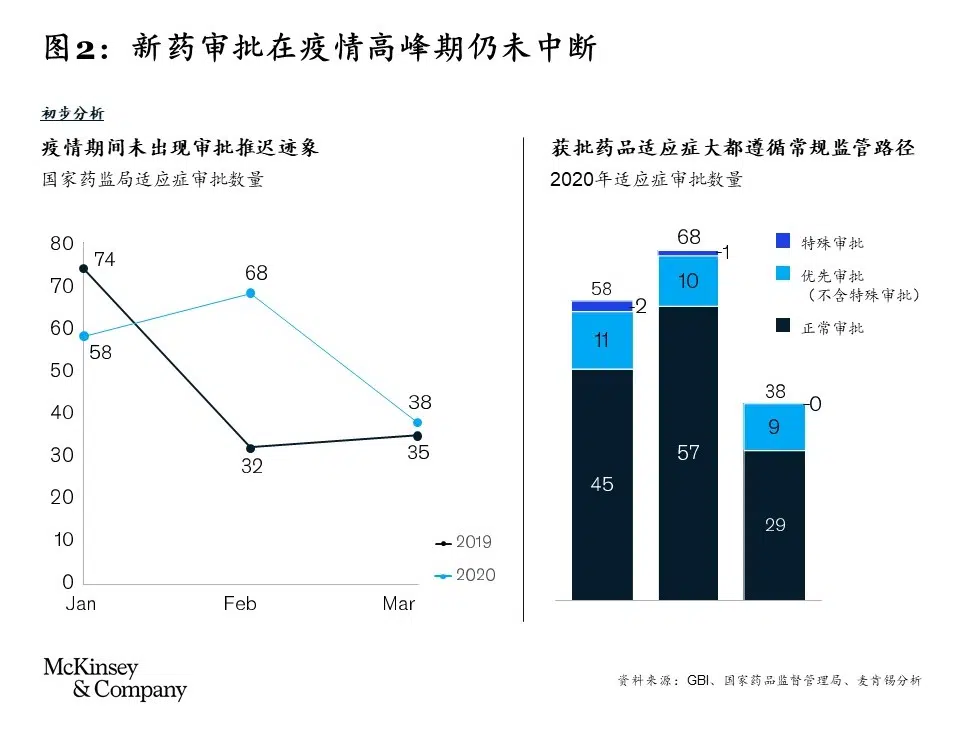 图2：新药审批在疫情高峰期仍未中断
初步分析
疫情期间未出现审批推迟迹象
国家药监局适应症审批数量
80
70
60
50
40
30
20
10
0
74
58
68
32
38
35
Jan
Feb
Mar
2019
2020
获批药品适应症大都遵循常规监管路径
2020年适应症审批数量
特殊审批
优先审批
（不含特殊审批）
正常审批
58
2
11
45
68
1
10
57
38
0
9
29
McKinsey
& Company
资料来源：GBI、国家药品监督管理局、麦肯锡分析